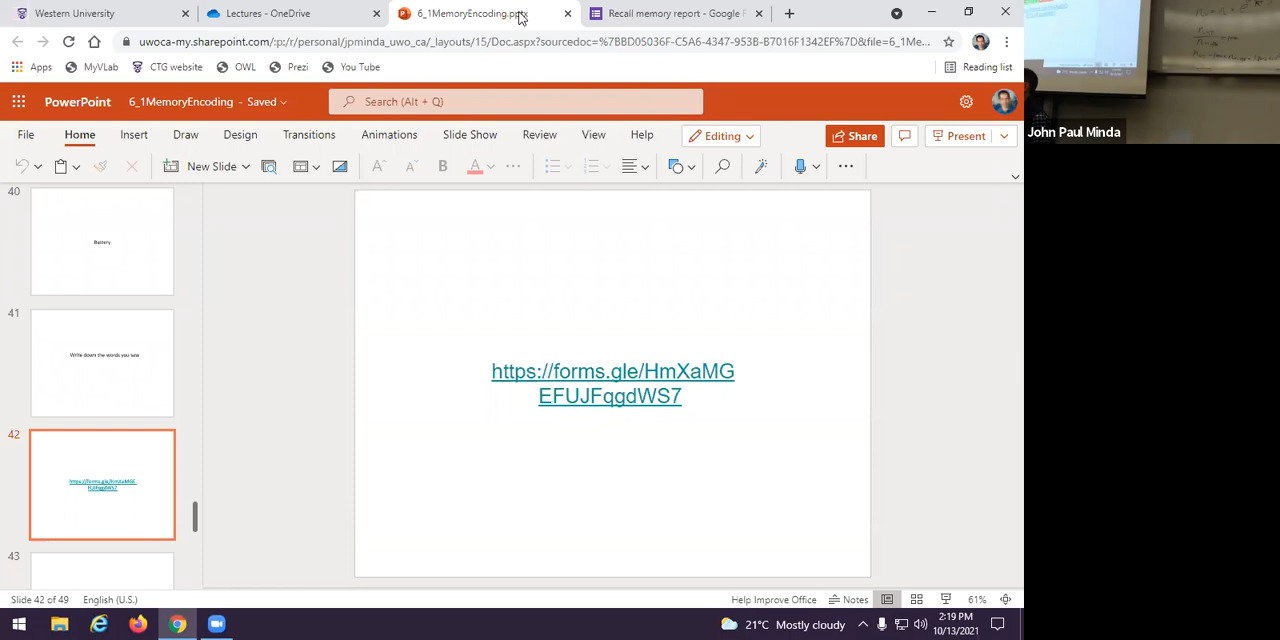 Western University
Lectures - OneDrive
6_1MemoryEncoding.pptx
Recall memory report - Google F
uwoca-my.sharepoint.com/:p:/r/personal/jpminda_uwo_ca/_layouts/15/Doc.aspx?sourcedoc=%7BBD05036F-C5A6-4347-953B-B7016F1342EF%7D&file=6_1Me...
Apps
MyVLab
CTG website
OWL
Prezi
You Tube
Reading list
PowerPoint
6_1MemoryEncoding - Saved
Search (Alt + Q)
File
Home
Insert
Draw
Design
Transitions
Animations
Slide Show
Review
View
Help
Editing
Share
Present
New Slide
A
A
B
A
40
Battery
41
Write down the words you saw
42
https://forms.gle/HmXaMGE
FUJFqgdWS7
43
https://forms.gle/HmXaMG
EFUJFqgdWS7
Slide 42 of 49
English (U.S.)
Help Improve Office
Notes
61%
21°C Mostly cloudy
2:19 PM
10/13/2021
John Paul Minda